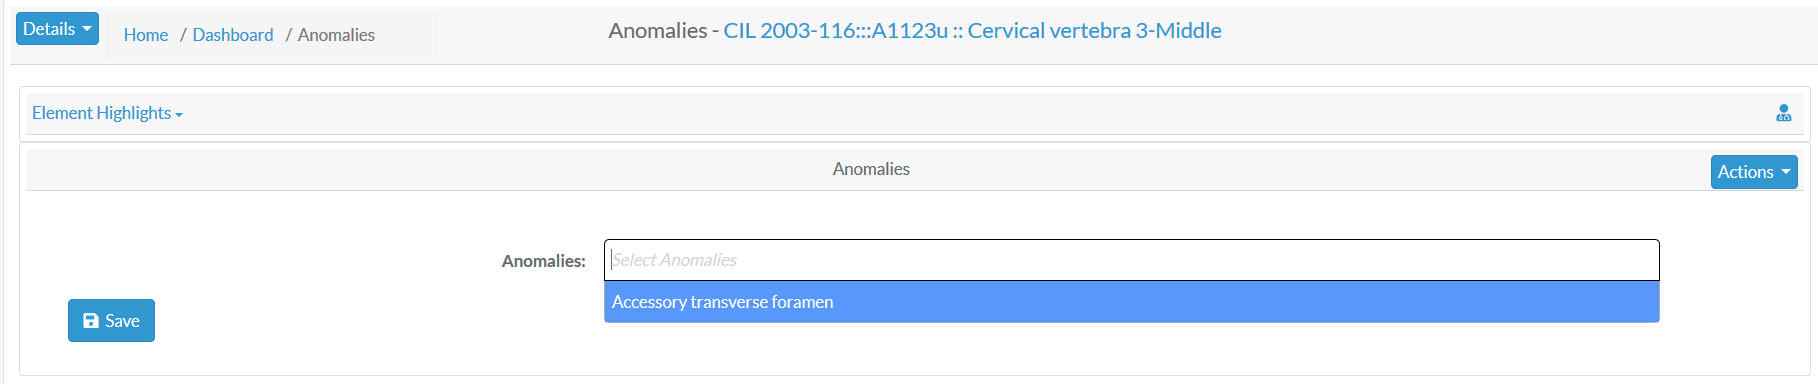 Details
Home / Dashboard / Anomalies
Anomalies - CIL 2003-116:::A1123u :: Cervical vertebra 3-Middle
Element Highlights
Anomalies
Actions
Anomalies:
Select Anomalies
Accessory transverse foramen
Save